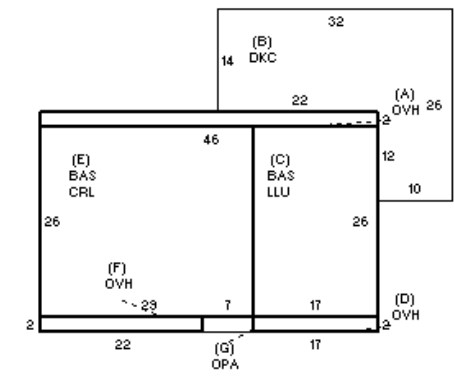 32
(B)
DKC
14
22
(A)
OVH
26
2
46
12
(E)
BAS
CRL
(C)
BAS
LLU
10
26
26
(F)
OVH
29
7
17
(D)
OVH
2
2
22
(G)
OPA
17